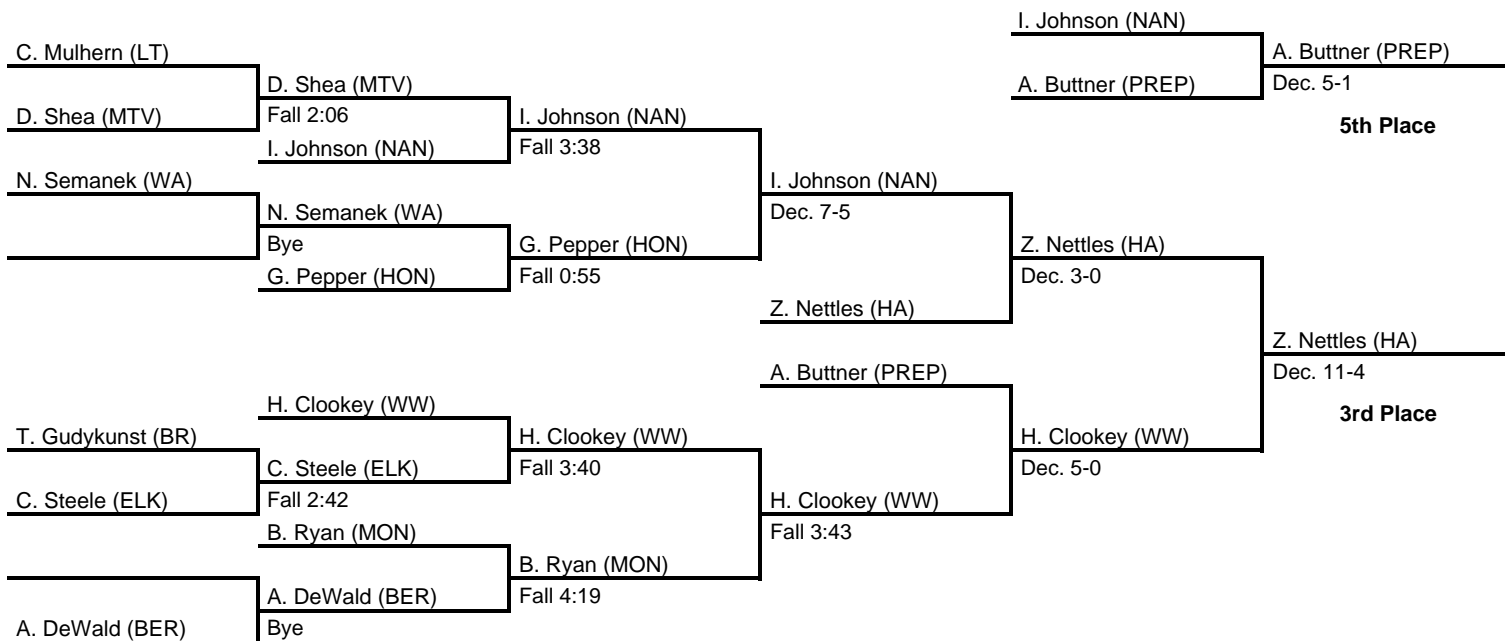 I. Johnson (NAN)
C. Mulhern (LT)
A. Buttner (PREP)
D. Shea (MTV)
A. Buttner (PREP)
Dec. 5-1
D. Shea (MTV)
Fall 2:06
I. Johnson (NAN)
5th Place
I. Johnson (NAN)
Fall 3:38
N. Semanek (WA)
I. Johnson (NAN)
N. Semanek (WA)
Dec. 7-5
Bye
G. Pepper (HON)
Z. Nettles (HA)
G. Pepper (HON)
Fall 0:55
Dec. 3-0
Z. Nettles (HA)
Z. Nettles (HA)
A. Buttner (PREP)
Dec. 11-4
H. Clookey (WW)
3rd Place
T. Gudykunst (BR)
H. Clookey (WW)
H. Clookey (WW)
C. Steele (ELK)
Fall 3:40
Dec. 5-0
C. Steele (ELK)
Fall 2:42
H. Clookey (WW)
B. Ryan (MON)
Fall 3:43
B. Ryan (MON)
A. DeWald (BER)
Fall 4:19
A. DeWald (BER)
Bye